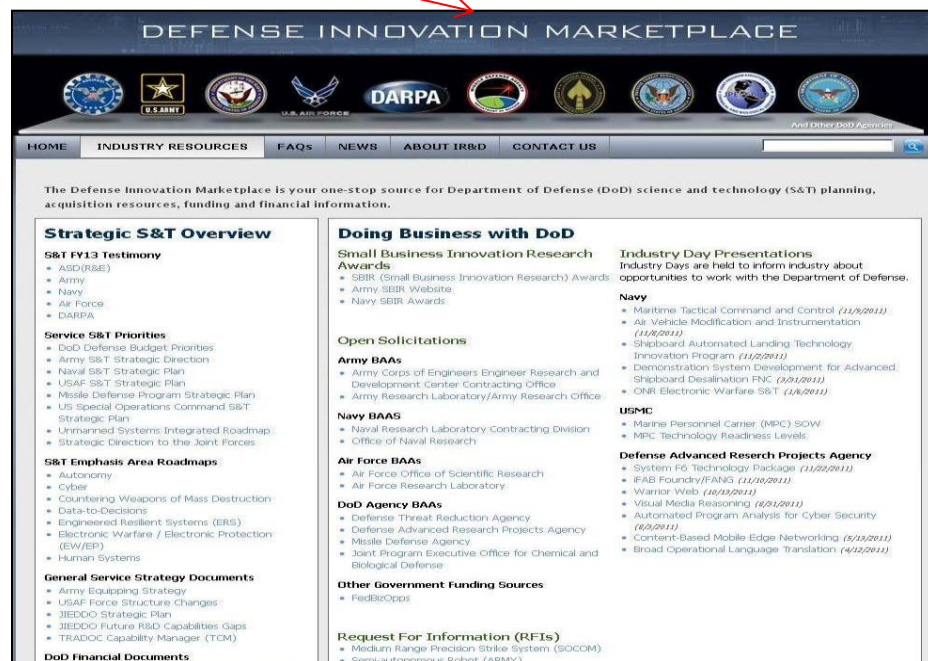 DEFENSE INNOVATION MARKETPLACE
U.S. ARMY
U.S. AIR FORCE
DARPA
And Other DoD Agencies
HOME
INDUSTRY RESOURCES
FAQs
NEWS
ABOUT IR&D
CONTACT US
The Defense Innovation Marketplace is your one-stop source for Department of Defense (DoD) science and technology (S&T) planning,
acquisition resources, funding and financial information.
Strategic S&T Overview
S&T FY13 Testimony
ASD(R&E)
Army
Navy
Air Force
DARPA
Service S&T Priorities
DoD Defense Budget Priorities
Army S&T Strategic Direction
Naval S&T Strategic Plan
USAF S&T Strategic Plan
Missile Defense Program Strategic Plan
US Special Operations Command S&T
Strategic Plan
Unmanned Systems Integrated Roadmap
Strategic Direction to the Joint Forces
S&T Emphasis Area Roadmaps
Autonomy
Cyber
Countering Weapons of Mass Destruction
Data-to-Decisions
Engineered Resilient Systems (ERS)
Electronic Warfare / Electronic Protection
(EW/EP)
Human Systems
General Service Strategy Documents
Army Equipping Strategy
USAF Force Structure Changes
JIEDDO Strategic Plan
JIEDDO Future R&D Capabilities Gaps
TRADOC Capability Manager (TCM)
DoD Financial Documents
Doing Business with DoD
Small Business Innovation Research
Awards
SBIR (Small Business Innovation Research) Awards
Army SBIR Website
Navy SBIR Awards
Open Solicitations
Army BAAs
Army Corps of Engineers Engineer Research and
Development Center Contracting Office
Army Research Laboratory/Army Research Office
Navy BAAS
Naval Research Laboratory Contracting Division
Office of Naval Research
Air Force BAAs
Air Force Office of Scientific Research
Air Force Research Laboratory
DoD Agency BAAs
Defense Threat Reduction Agency
Defense Advanced Research Projects Agency
Missile Defense Agency
Joint Program Executive Office for Chemical and
Biological Defense
Other Government Funding Sources
FedBizOpps
Request For Information (RFIs)
Medium Range Precision Strike System (SOCOM)
Semi-autonomous Robot (ARMY)
Industry Day Presentations
Industry Days are held to inform industry about
opportunities to work with the Department of Defense.
Navy
Maritime Tactical Command and Control (11/9/2011)
Air Vehicle Modification and Instrumentation
(11/8/2011)
Shipboard Automated Landing Technology
Innovation Program (11/2/2011)
Demonstration System Development for Advanced
Shipboard Desalination FNC (3/31/2011)
ONR Electronic Warfare S&T (1/6/2011)
USMC
Marine Personnel Carrier (MPC) SOW
MPC Technology Readiness Levels
Defense Advanced Reserch Projects Agency
System F6 Technology Package (11/22/2011)
iFAB Foundry/FANG (11/10/2011)
Warrior Web (10/13/2011)
Visual Media Reasoning (8/31/2011)
Automated Program Analysis for Cyber Security
(8/3/2011)
Content-Based Mobile Edge Networking (5/13/2011)
Broad Operational Language Translation (4/12/2011)